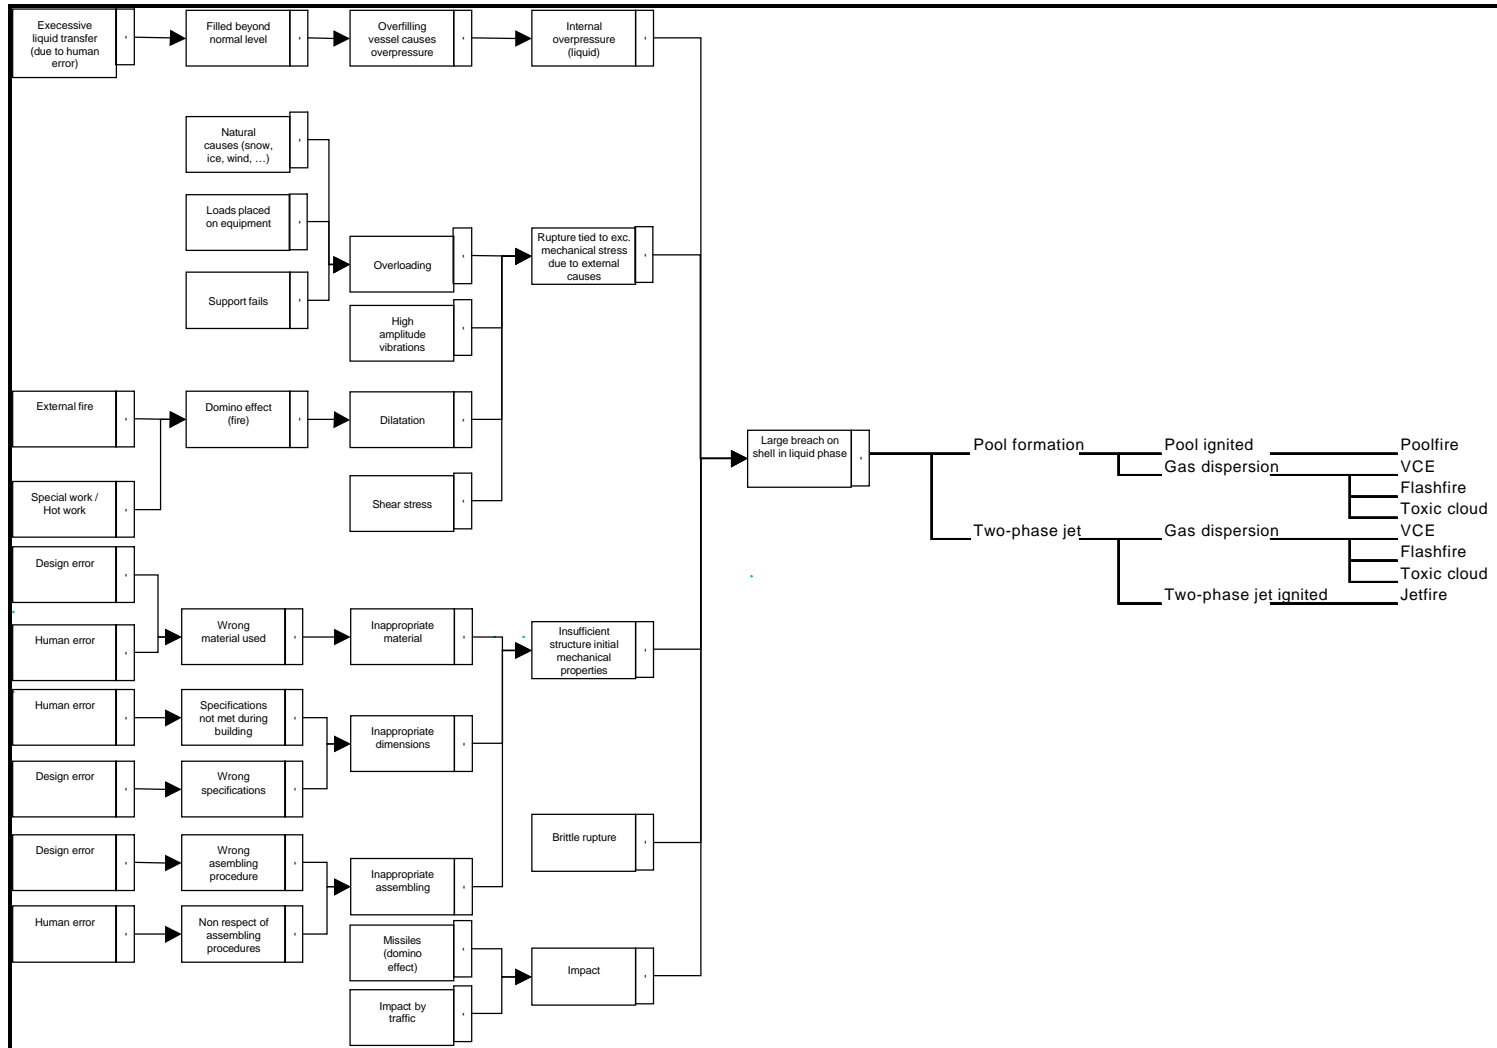 Execessive
liquid transfer
(due to human
error)
Filled beyond
normal level
Overfilling
vessel causes
overpressure
Internal
overpressure
(liquid)
Natural
causes (snow,
ice, wind, …)
Loads placed
on equipment
Support fails
Overloading
High
amplitude
vibrations
Rupture tied to exc.
mechanical stress
due to external
causes
External fire
Domino effect
(fire)
Dilatation
Special work /
Hot work
Shear stress
Design error
Human error
Wrong
material used
Inappropriate
material
Insufficient
structure initial
mechanical
properties
Human error
Specifications
not met during
building
Inappropriate
dimensions
Design error
Wrong
specifications
Design error
Wrong
asembling
procedure
Inappropriate
assembling
Human error
Non respect of
assembling
procedures
Brittle rupture
Missiles
(domino
effect)
Impact by
traffic
Impact
Large breach on
shell in liquid phase
Pool formation
Pool ignited
Poolfire
Gas dispersion
VCE
Flashfire
Toxic cloud
Two-phase jet
Gas dispersion
VCE
Flashfire
Toxic cloud
Two-phase jet ignited
Jetfire